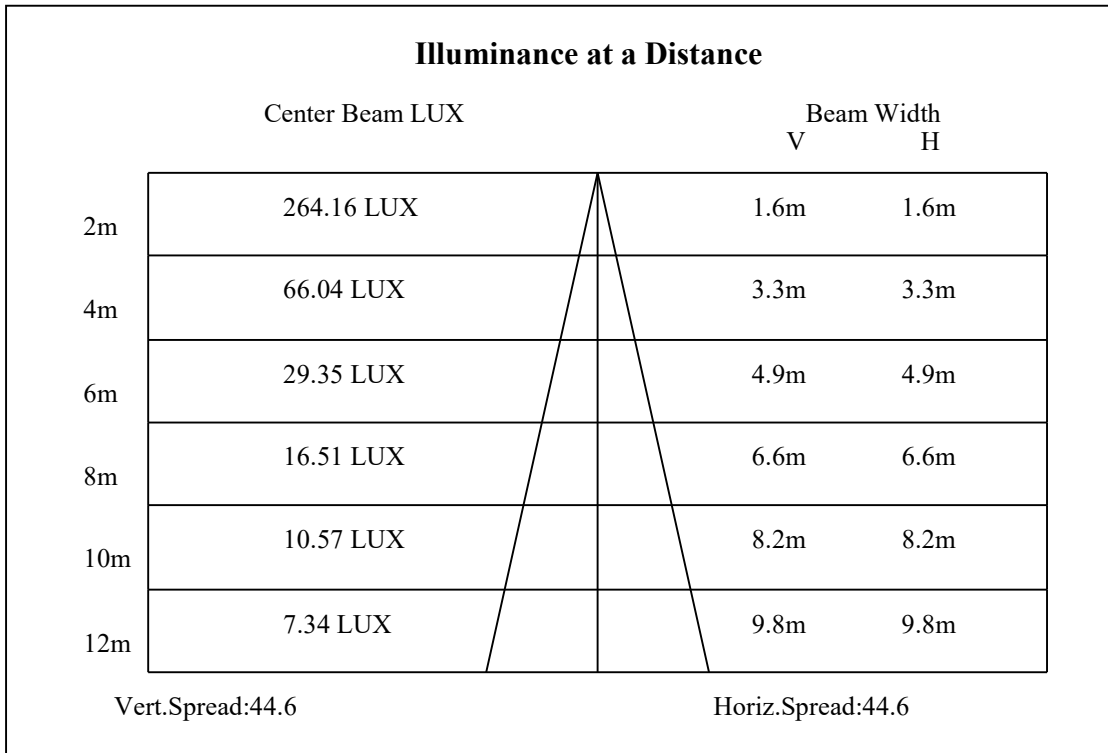 Illuminance at a Distance
Center Beam LUX Beam Width
V H
2m 264.16 LUX 1.6m 1.6m
4m 66.04 LUX 3.3m 3.3m
6m 29.35 LUX 4.9m 4.9m
8m 16.51 LUX 6.6m 6.6m
10m 10.57 LUX 8.2m 8.2m
12m 7.34 LUX 9.8m 9.8m
Vert.Spread:44.6 Horiz.Spread:44.6